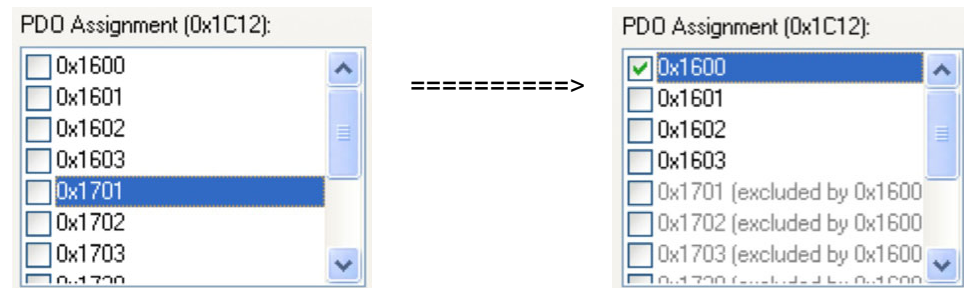 PDO Assignment (0x1C12):
0x1600
0x1601
0x1602
0x1603
0x1701
0x1702
0x1703
==========>
PDO Assignment (0x1C12):
0x1600
0x1601
0x1602
0x1603
0x1701 (excluded by 0x1600
0x1702 (excluded by 0x1600
0x1703 (excluded by 0x1600